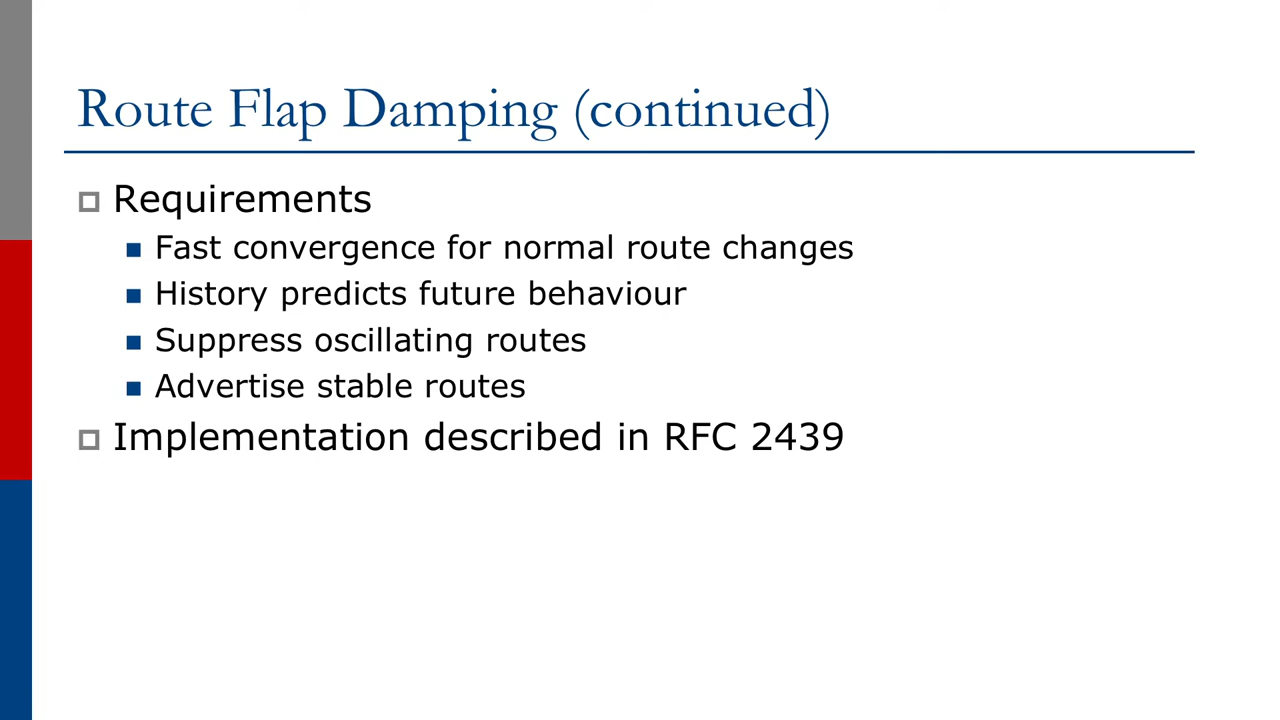 Route Flap Damping (continued)
Requirements
Fast convergence for normal route changes
History predicts future behaviour
Suppress oscillating routes
Advertise stable routes
Implementation described in RFC 2439